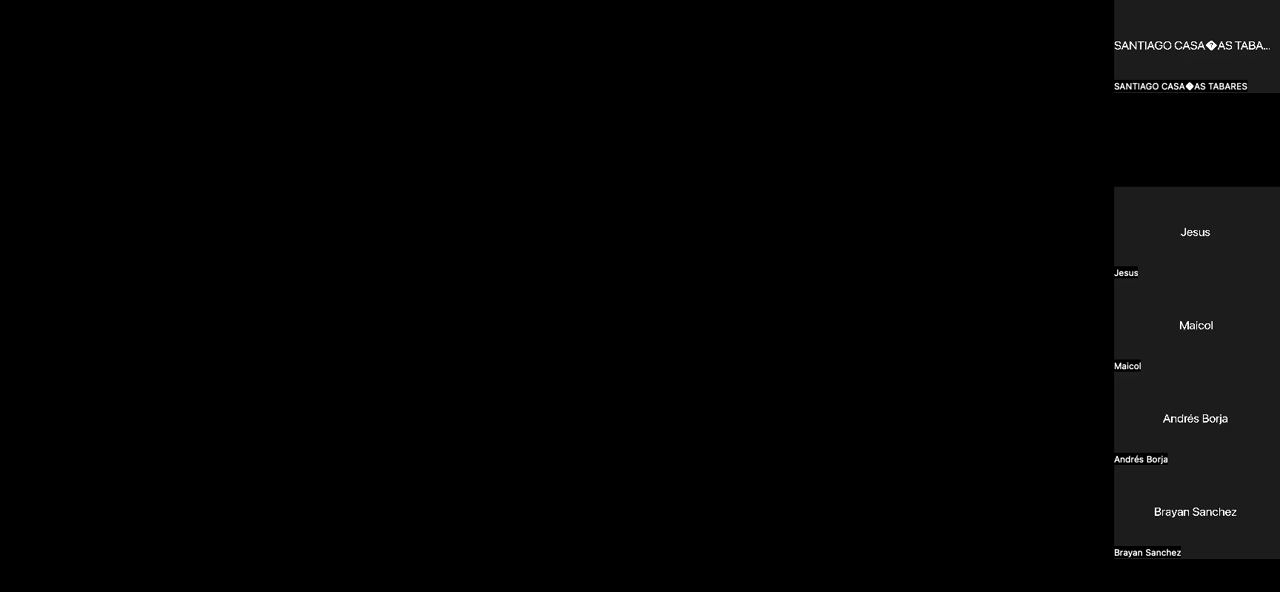 SANTIAGO CASA�AS TABA...
SANTIAGO CASA�AS TABARES
Jesus
Jesus
Maicol
Maicol
Andrés Borja
Andrés Borja
Brayan Sanchez
Brayan Sanchez